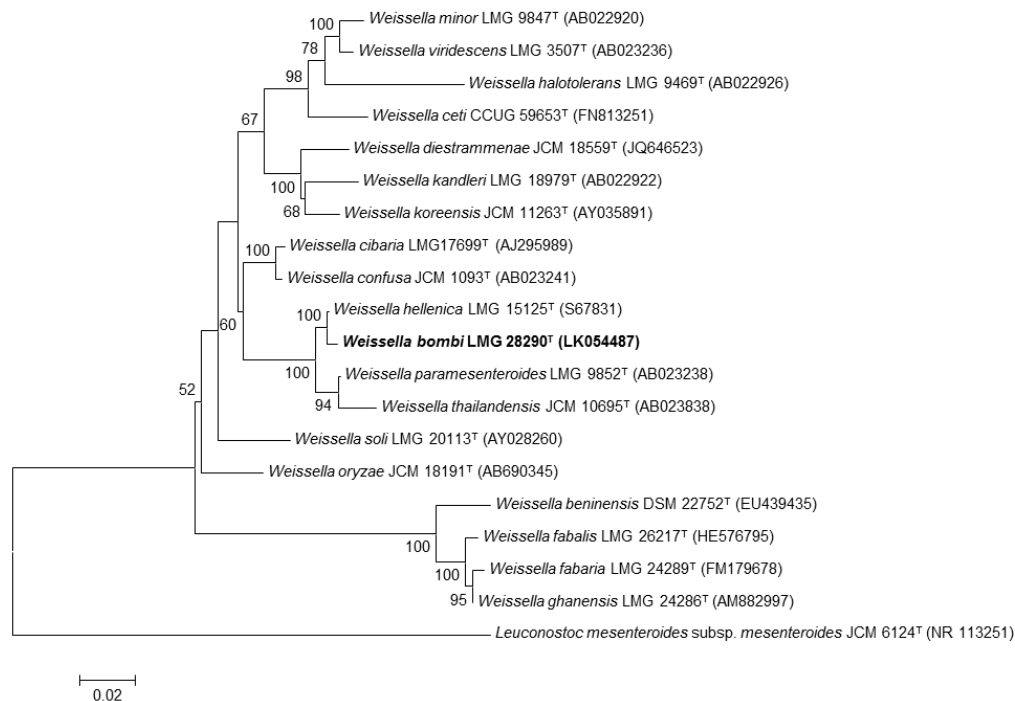 100
Weissella minor LMG 9847ᵀ (AB022920)
78
Weissella viridescens LMG 3507ᵀ (AB023236)
98
Weissella halotolerans LMG 9469ᵀ (AB022926)
67
Weissella ceti CCUG 59653ᵀ (FN813251)
Weissella diestrammenae JCM 18559ᵀ (JQ646523)
100
Weissella kandleri LMG 18979ᵀ (AB022922)
68
Weissella koreensis JCM 11263ᵀ (AY035891)
100
Weissella cibaria LMG17699ᵀ (AJ295989)
Weissella confusa JCM 1093ᵀ (AB023241)
60
100
Weissella hellenica LMG 15125ᵀ (S67831)
Weissella bombi LMG 28290ᵀ (LK054487)
100
Weissella paramesenteroides LMG 9852ᵀ (AB023238)
94
Weissella thailandensis JCM 10695ᵀ (AB023838)
52
Weissella soli LMG 20113ᵀ (AY028260)
Weissella oryzae JCM 18191ᵀ (AB690345)
Weissella beninensis DSM 22752ᵀ (EU439435)
100
Weissella fabalis LMG 26217ᵀ (HE576795)
100
Weissella fabaria LMG 24289ᵀ (FM179678)
95
Weissella ghanensis LMG 24286ᵀ (AM882997)
Leuconostoc mesenteroides subsp. mesenteroides JCM 6124ᵀ (NR 113251)
0.02